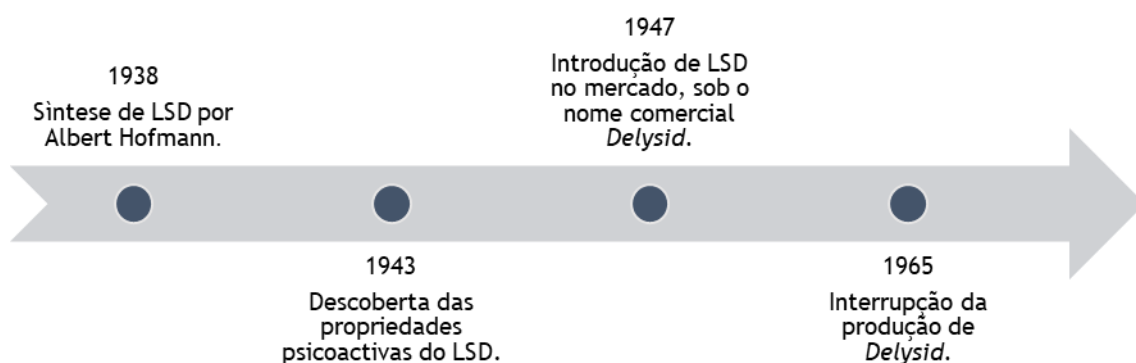 1938
Sìntese de LSD por
Albert Hofmann.
1943
Descoberta das
propriedades
psicoactivas do LSD.
1947
Introdução de LSD
no mercado, sob o
nome comercial
Delysid.
1965
Interrupção da
produção de
Delysid.